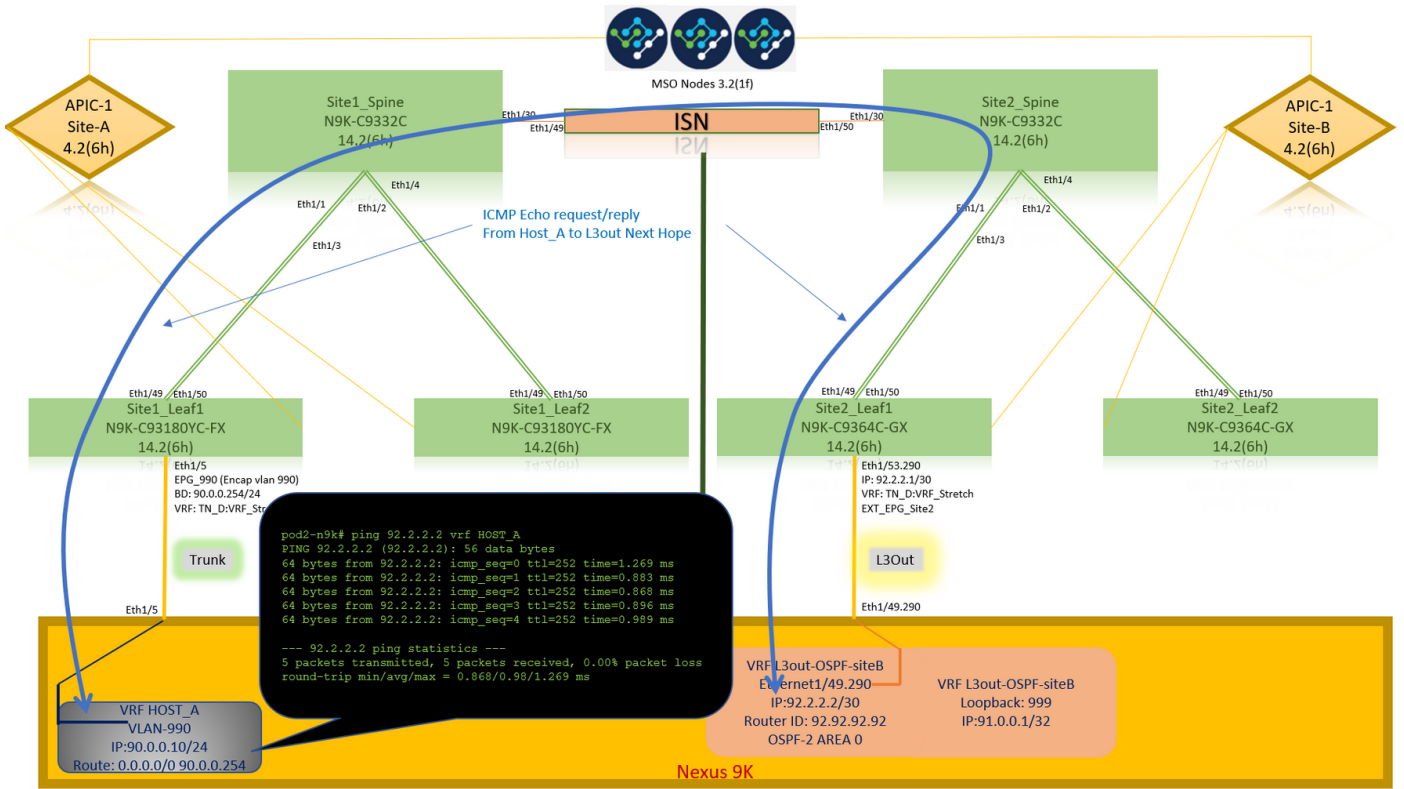 MSO Nodes 3.2(1f)
APIC-1
Site-A
4.2(6h)
Site1_Spine
N9K-C9332C
14.2(6h)
Eth1/30
Eth1/49
ISN
Eth1/50
Eth1/30
Site2_Spine
N9K-C9332C
14.2(6h)
APIC-1
Site-B
4.2(6h)
Eth1/4
Eth1/1
Eth1/2
Eth1/3
ICMP Echo request/reply
From Host_A to L3out Next Hope
Eth1/4
Eth1/1
Eth1/2
Eth1/3
Eth1/49
Eth1/50
Site1_Leaf1
N9K-C93180YC-FX
14.2(6h)
Eth1/49
Eth1/50
Site1_Leaf2
N9K-C93180YC-FX
14.2(6h)
Eth1/49
Eth1/50
Site2_Leaf1
N9K-C9364C-GX
14.2(6h)
Eth1/49
Eth1/50
Site2_Leaf2
N9K-C9364C-GX
14.2(6h)
Eth1/5
EPG_990 (Encap vlan 990)
BD: 90.0.0.254/24
VRF: TN_D:VRF_Str
Eth1/53.290
IP: 92.2.2.1/30
VRF: TN_D:VRF_Stretch
EXT_EPG_Site2
Trunk
L3Out
Eth1/5
Eth1/49.290
pod2-n9k# ping 92.2.2.2 vrf HOST_A
PING 92.2.2.2 (92.2.2.2): 56 data bytes
64 bytes from 92.2.2.2: icmp_seq=0 ttl=252 time=1.269 ms
64 bytes from 92.2.2.2: icmp_seq=1 ttl=252 time=0.883 ms
64 bytes from 92.2.2.2: icmp_seq=2 ttl=252 time=0.868 ms
64 bytes from 92.2.2.2: icmp_seq=3 ttl=252 time=0.896 ms
64 bytes from 92.2.2.2: icmp_seq=4 ttl=252 time=0.989 ms
--- 92.2.2.2 ping statistics ---
5 packets transmitted, 5 packets received, 0.00% packet loss
round-trip min/avg/max = 0.868/0.98/1.269 ms
VRF HOST_A
VLAN-990
IP:90.0.0.10/24
Route: 0.0.0.0/0 90.0.0.254
VRF L3out-OSPF-siteB
Ethernet1/49.290
IP:92.2.2.2/30
Router ID: 92.92.92.92
OSPF-2 AREA 0
VRF L3out-OSPF-siteB
Loopback: 999
IP:91.0.0.1/32
Nexus 9K